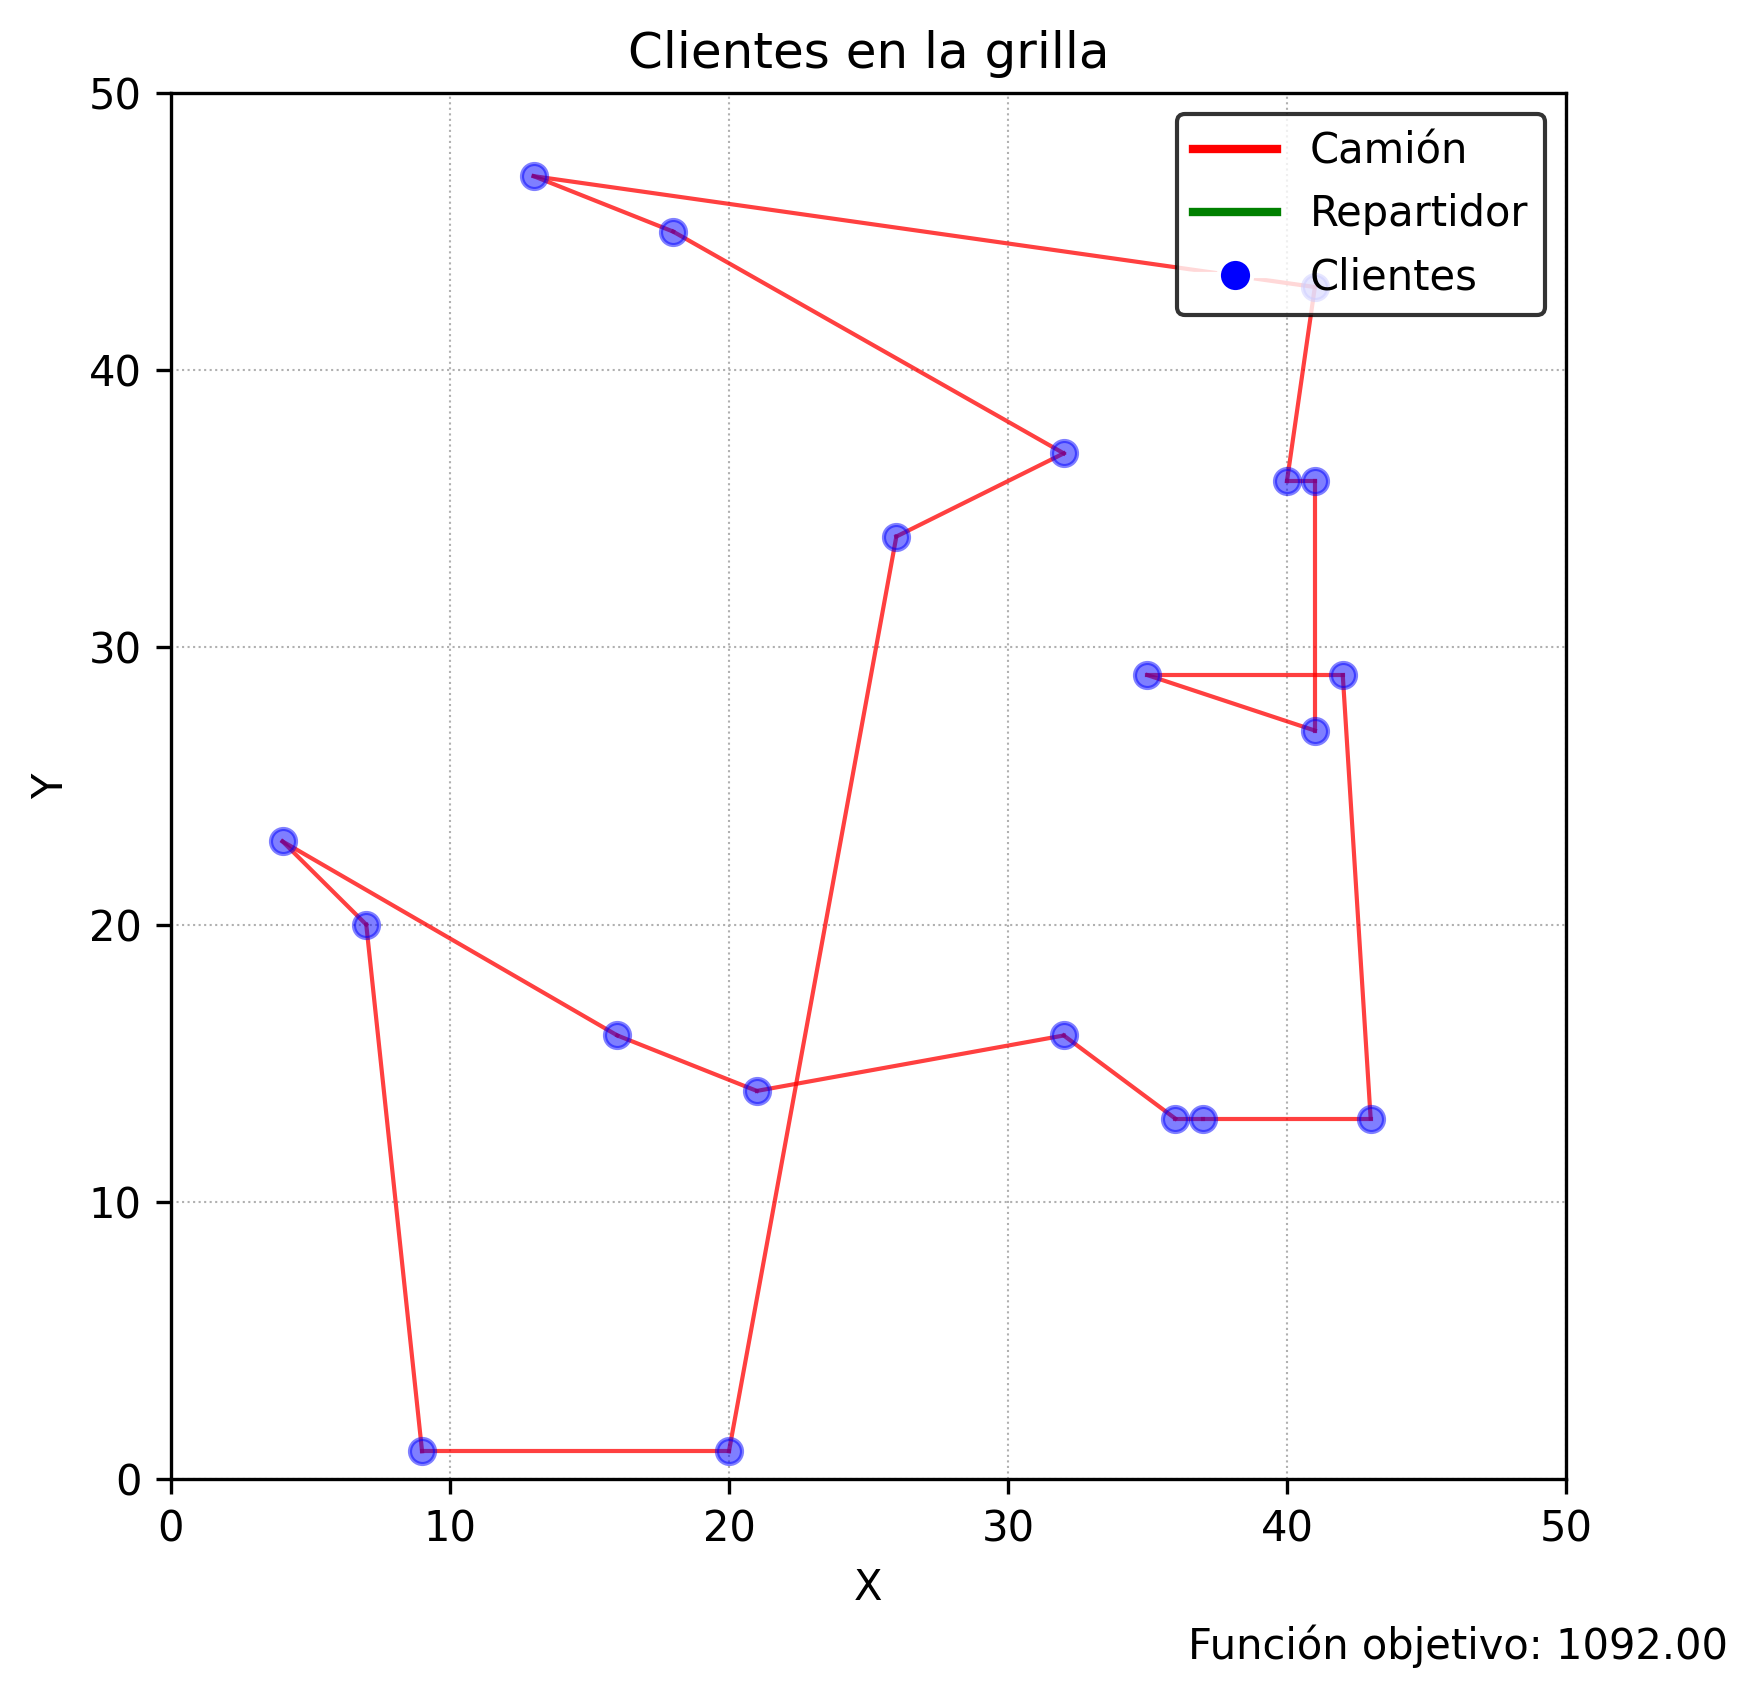 Clientes en la grilla
Camión
Repartidor
Clientes
50
40
30
20
10
0
Y
0 10 20 30 40 50
X
Función objetivo: 1092.00